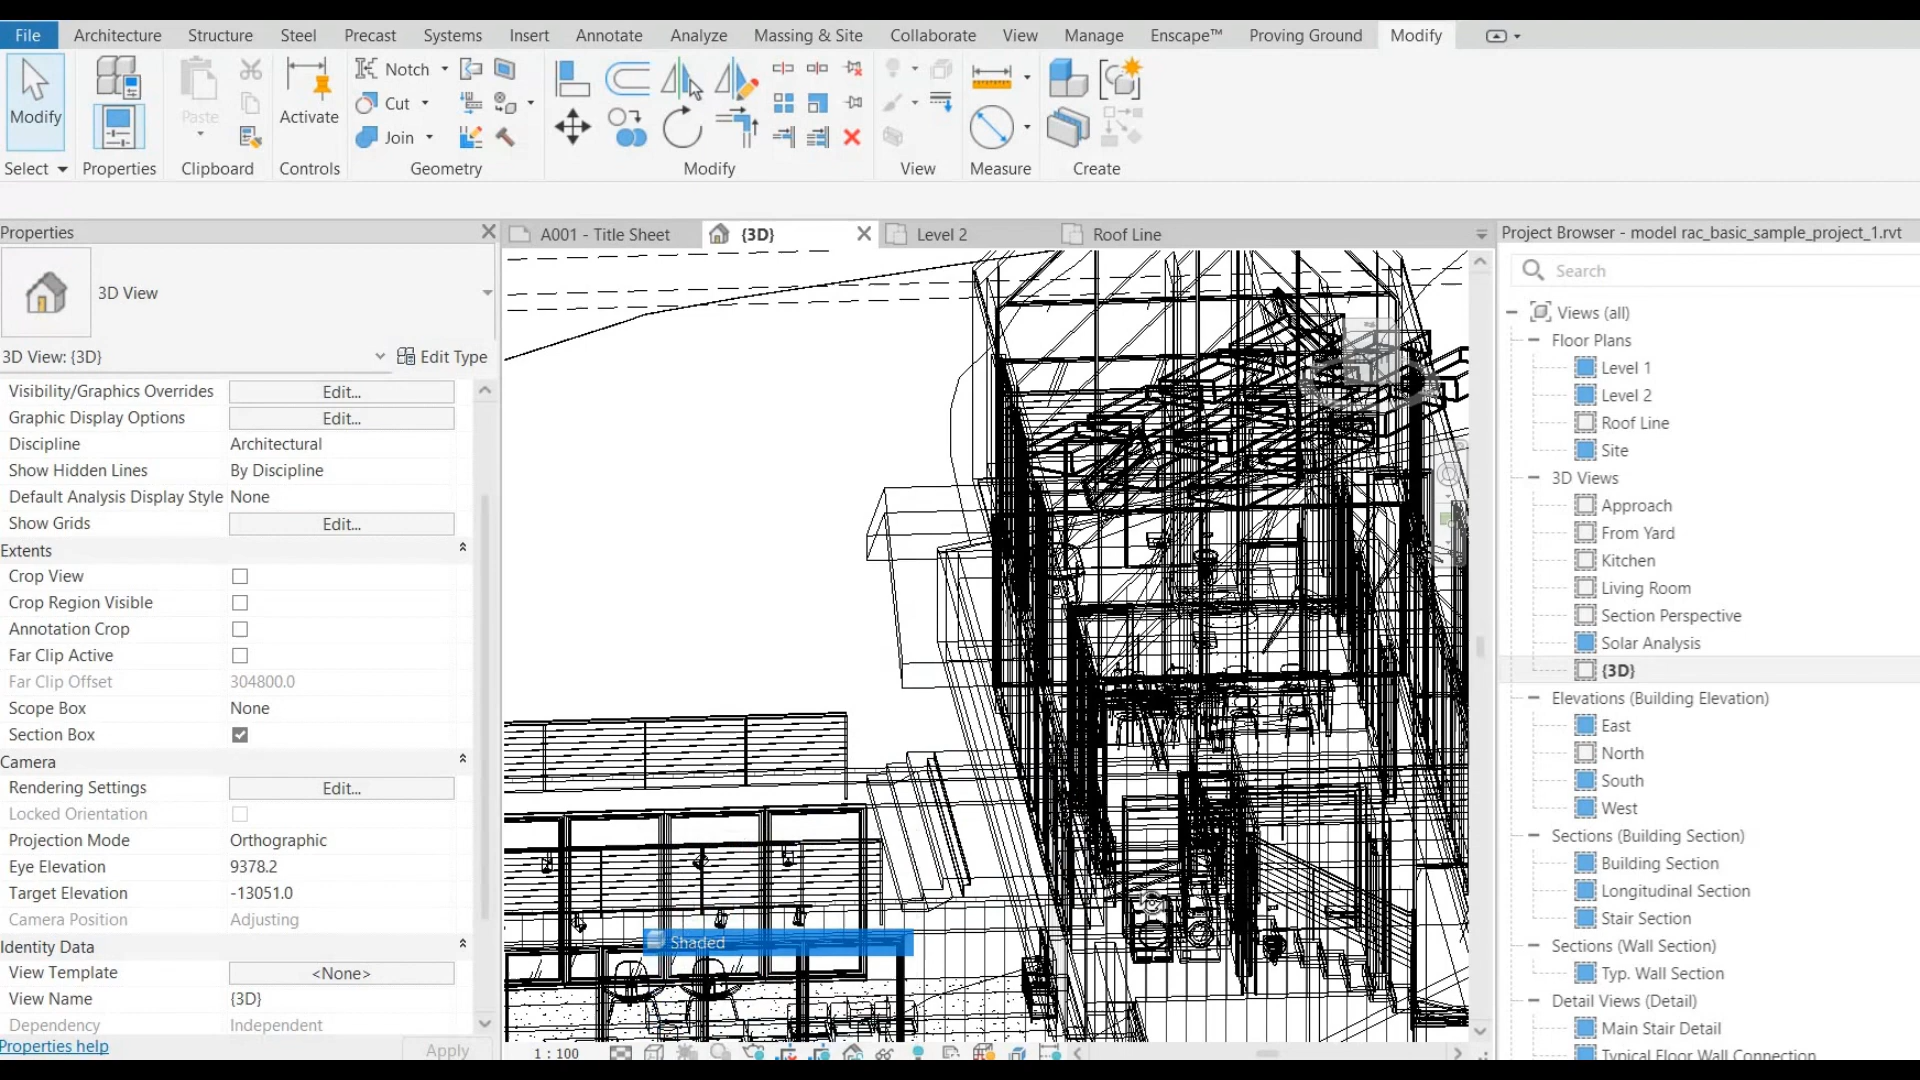 File Architecture Structure Steel Precast Systems Insert Annotate Analyze Massing & Site Collaborate View Manage Enscape™ Proving Ground Modify
Modify
Paste
Activate
Notch
Cut
Join
Select Properties Clipboard Controls Geometry Modify View Measure Create
Properties
3D View
3D View: {3D}
Edit Type
Visibility/Graphics Overrides Edit...
Graphic Display Options Edit...
Discipline Architectural
Show Hidden Lines By Discipline
Default Analysis Display Style None
Show Grids Edit...
Extents
Crop View
Crop Region Visible
Annotation Crop
Far Clip Active
Far Clip Offset 304800.0
Scope Box None
Section Box
Camera
Rendering Settings Edit...
Locked Orientation
Projection Mode Orthographic
Eye Elevation 9378.2
Target Elevation -13051.0
Camera Position Adjusting
Identity Data
View Template <None>
View Name {3D}
Dependency Independent
Properties help
Apply
A001 - Title Sheet {3D} Level 2 Roof Line
Shaded
1 : 100
Project Browser - model rac_basic_sample_project_1.rvt
Search
Views (all)
Floor Plans
Level 1
Level 2
Roof Line
Site
3D Views
Approach
From Yard
Kitchen
Living Room
Section Perspective
Solar Analysis
{3D}
Elevations (Building Elevation)
East
North
South
West
Sections (Building Section)
Building Section
Longitudinal Section
Stair Section
Sections (Wall Section)
Typ. Wall Section
Detail Views (Detail)
Main Stair Detail
Typical Floor Wall Connection